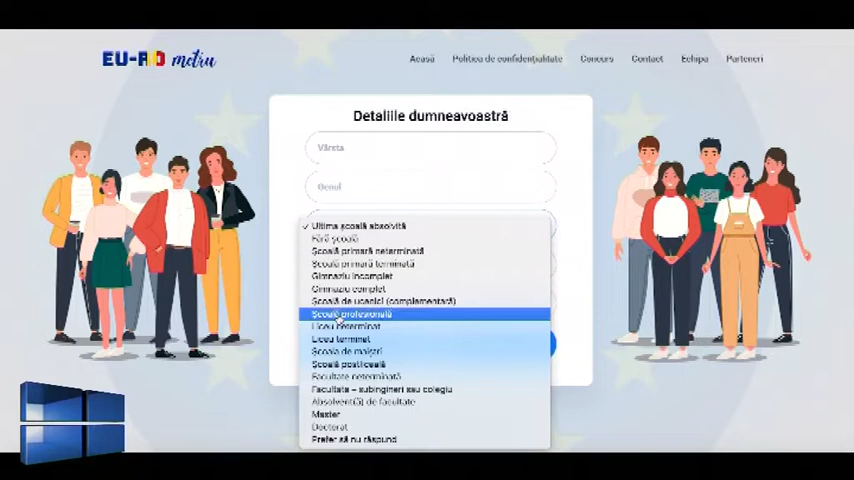 EU-RO metru
Acasă Politica de confidențialitate Concurs Contact Echipa Parteneri
Detaliile dumneavoastră
Vârsta
Genul
✓ Ultima școală absolvită
Fără școală
Școală primară neterminată
Școală primară terminată
Gimnaziu incomplet
Gimnaziu complet
Școală de ucenici (complementară)
Școală profesională
Liceu neterminat
Liceu terminat
Școala de maiștri
Școală postliceală
Facultate neterminată
Facultate – subingineri sau colegiu
Absolvent(ă) de facultate
Master
Doctorat
Prefer să nu răspund